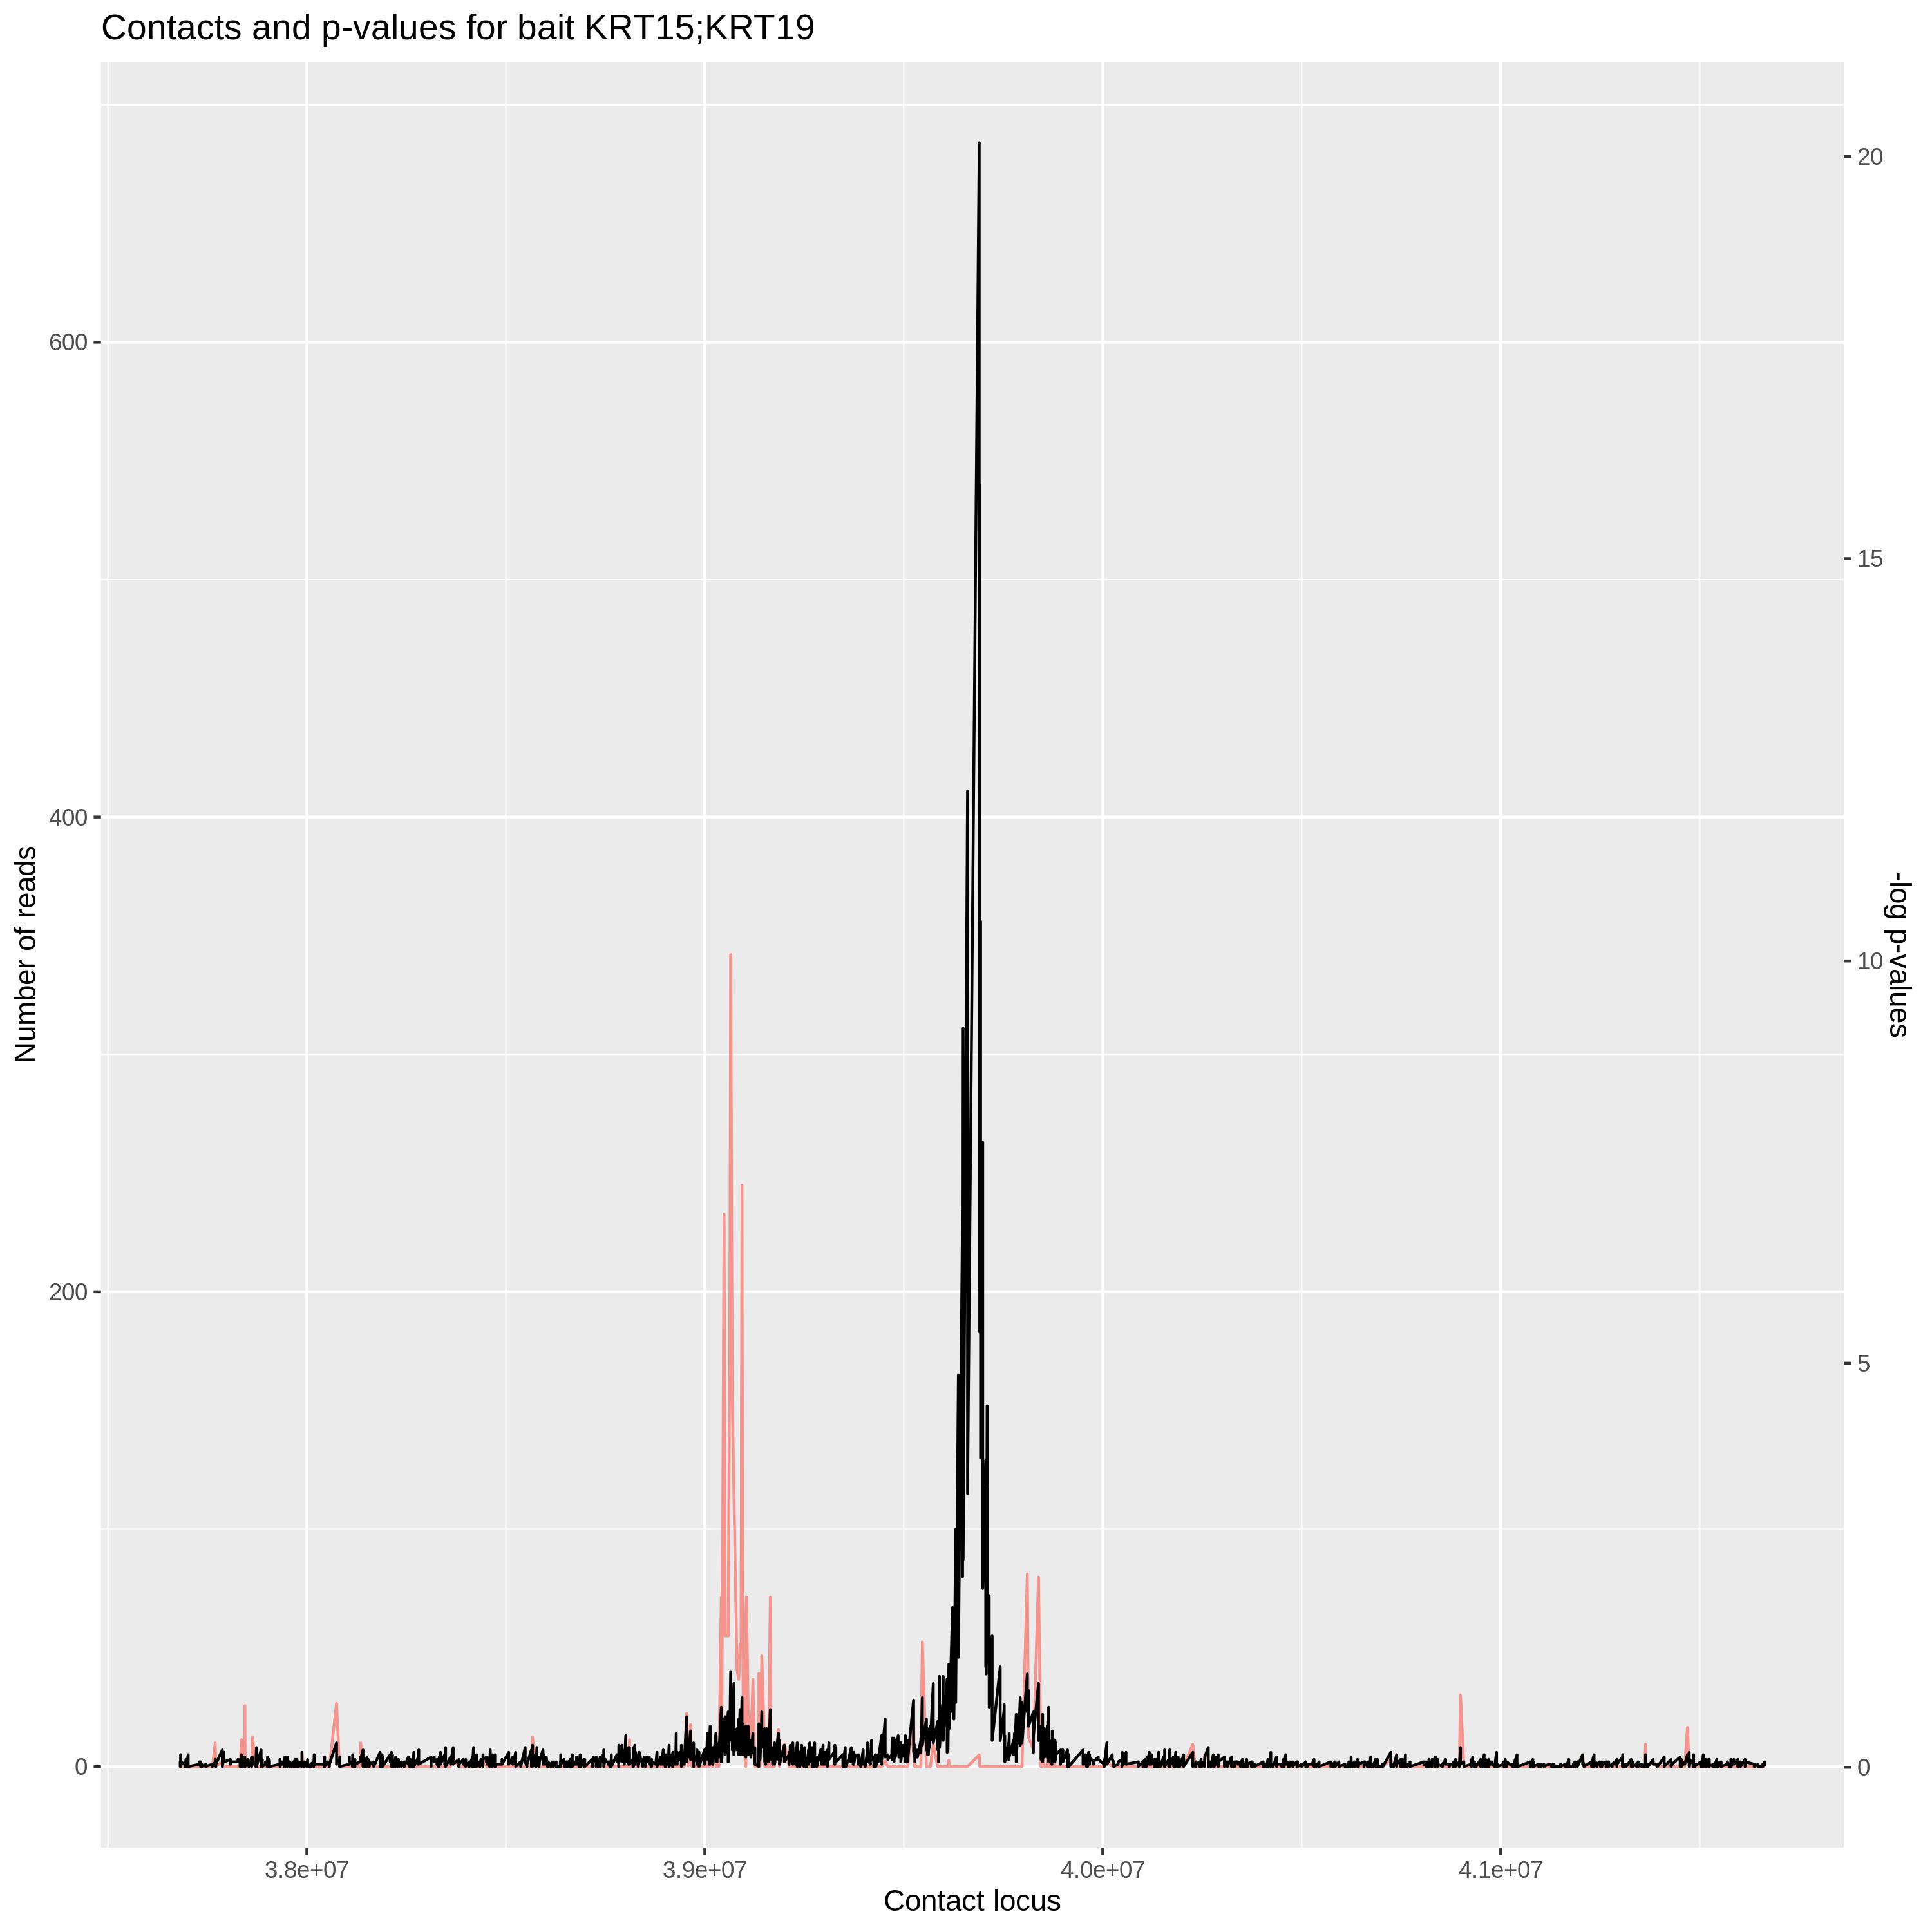 Contacts and p-values for bait KRT15;KRT19
Number of reads
600
400
200
0
20
15
10
5
0
-log p-values
3.8e+07
3.9e+07
4.0e+07
4.1e+07
Contact locus